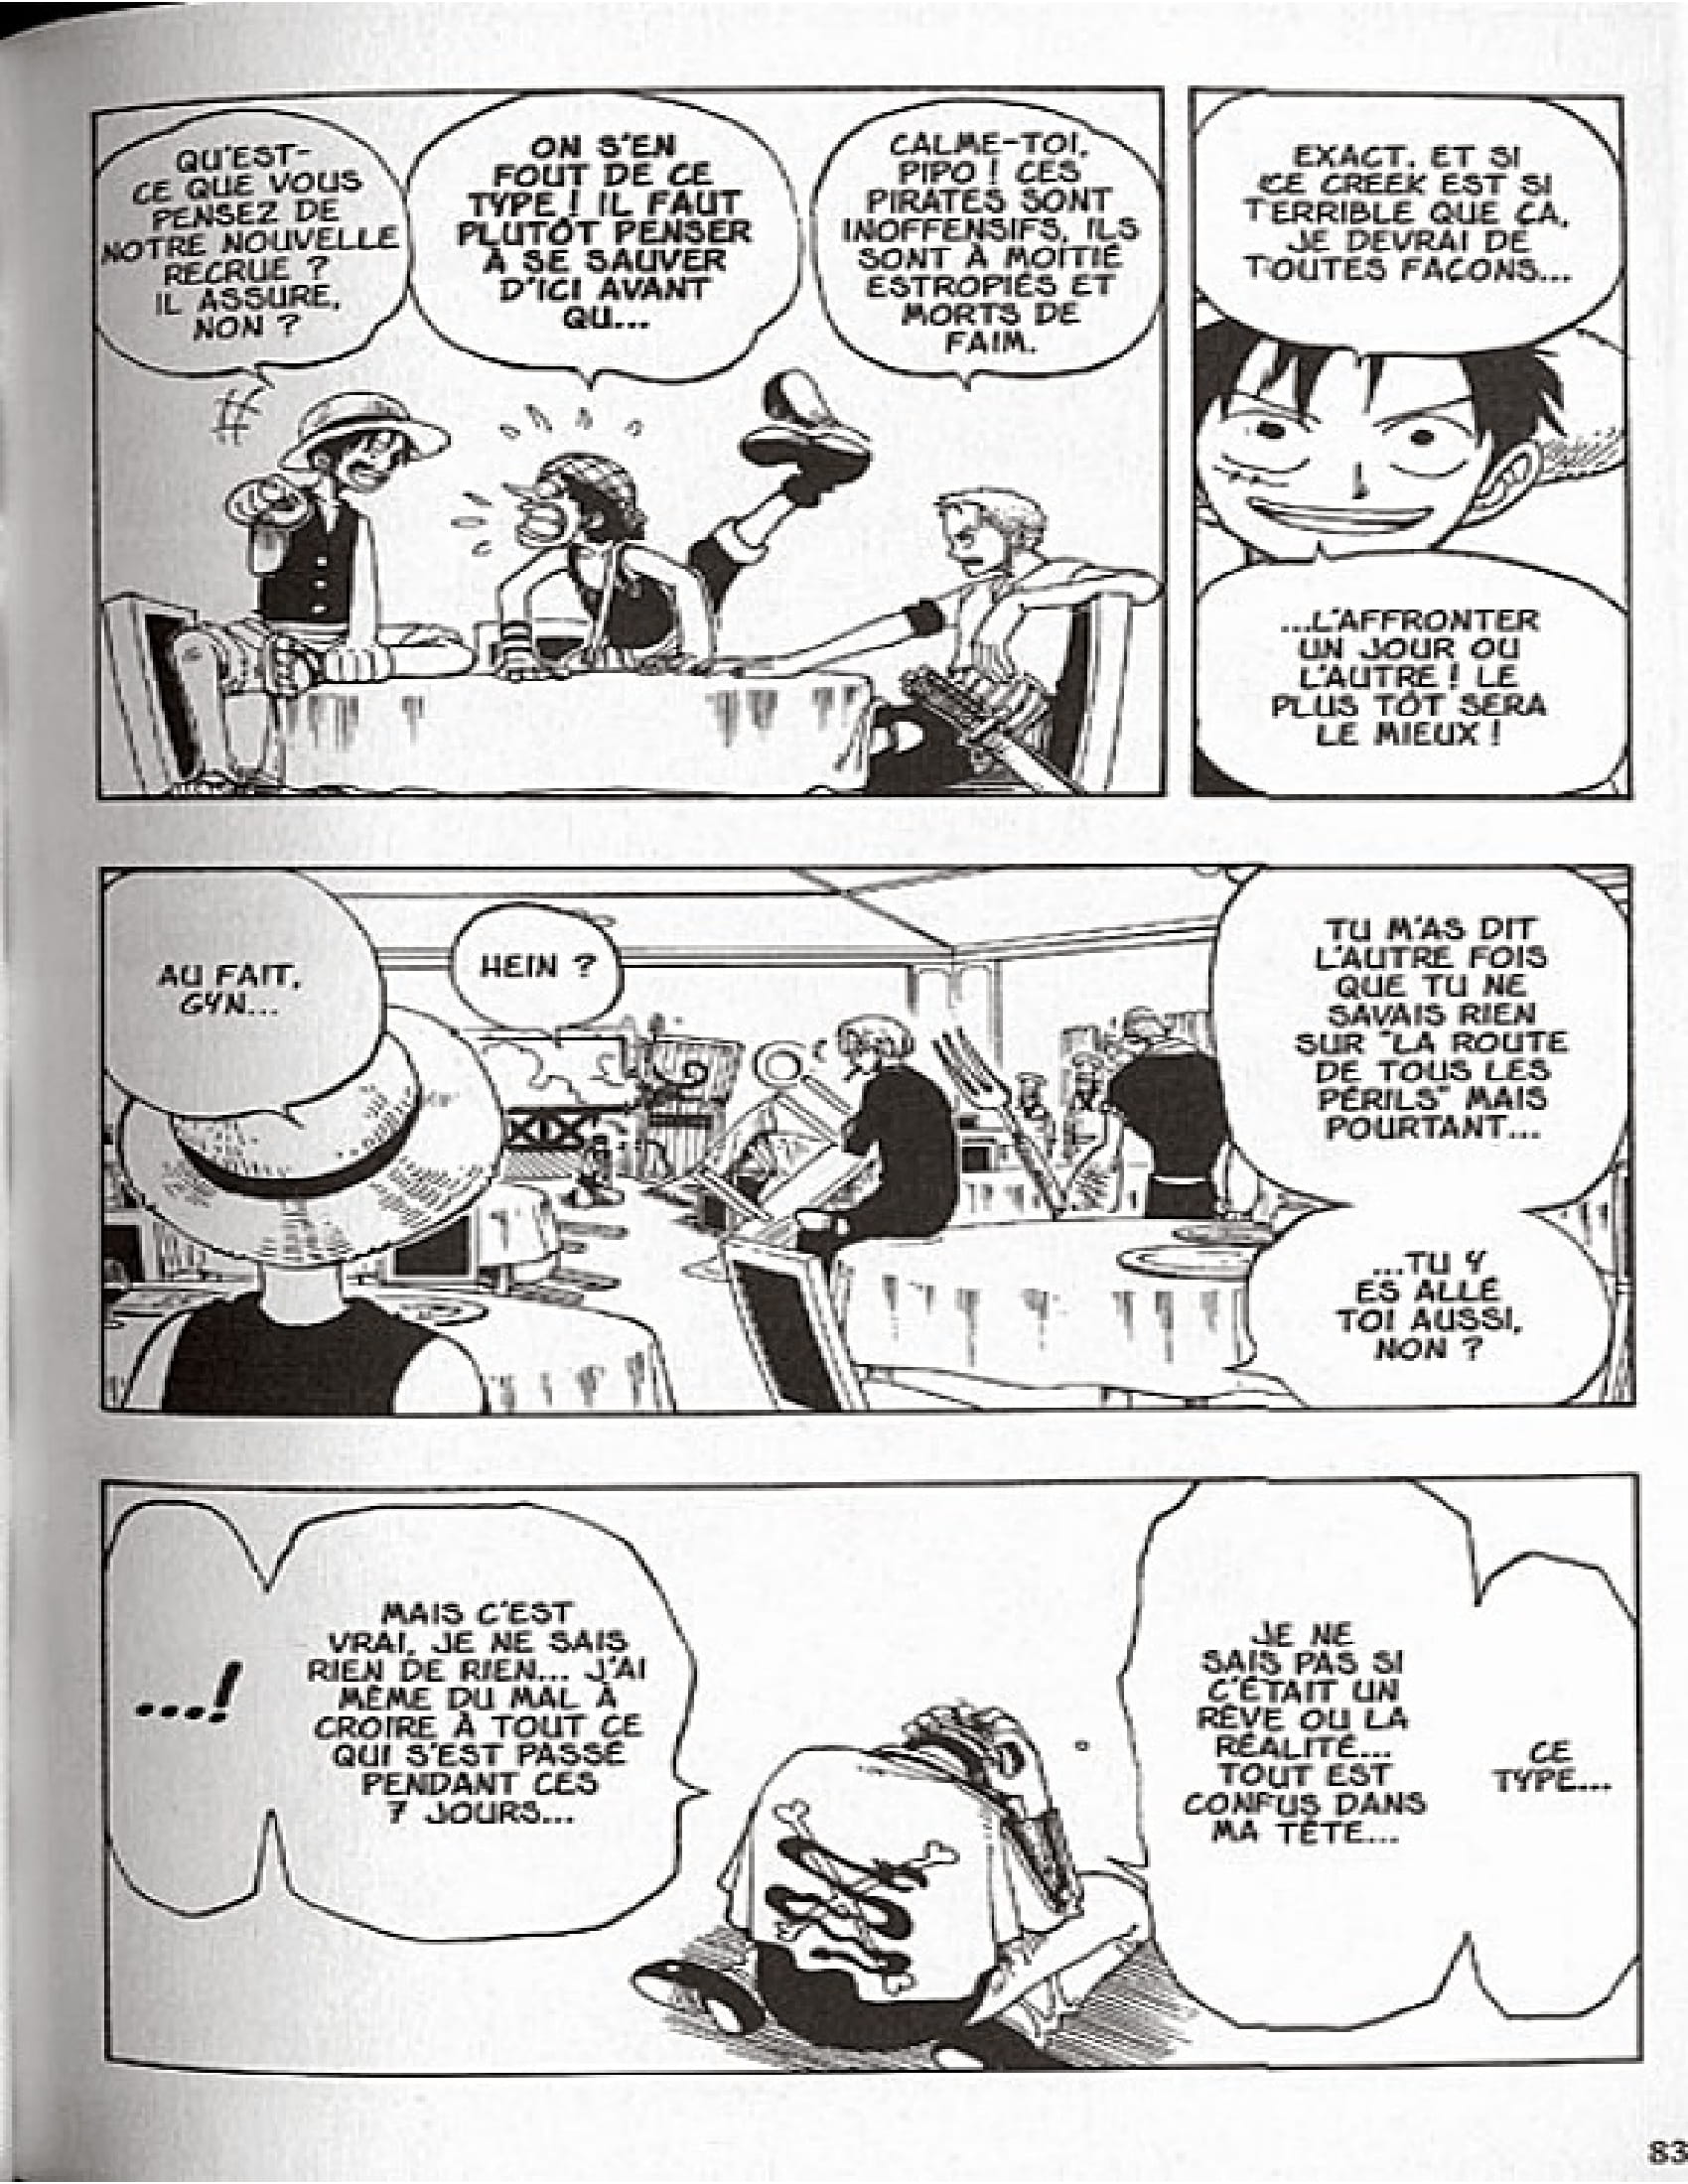 QU'EST-
CE QUE VOUS
PENSEZ DE
NOTRE NOUVELLE
RECRUE ?
IL ASSURE,
NON ?
ON S'EN
FOUT DE CE
TYPE ! IL FAUT
PLUTÔT PENSER
À SE SAUVER
D'ICI AVANT
QU...
CALME-TOI,
PIPO ! CES
PIRATES SONT
INOFFENSIFS, ILS
SONT À MOITIÉ
ESTROPIÉS ET
MORTS DE
FAIM.
EXACT. ET SI
CE CREEK EST SI
TERRIBLE QUE ÇA,
JE DEVRAI DE
TOUTES FAÇONS...
...L'AFFRONTER
UN JOUR OU
L'AUTRE ! LE
PLUS TÔT SERA
LE MIEUX !
AU FAIT,
GYN...
HEIN ?
TU M'AS DIT
L'AUTRE FOIS
QUE TU NE
SAVAIS RIEN
SUR "LA ROUTE
DE TOUS LES
PÉRILS" MAIS
POURTANT...
...TU Y
ES ALLÉ
TOI AUSSI,
NON ?
...!
MAIS C'EST
VRAI, JE NE SAIS
RIEN DE RIEN... J'AI
MÊME DU MAL À
CROIRE À TOUT CE
QUI S'EST PASSÉ
PENDANT CES
7 JOURS...
JE NE
SAIS PAS SI
C'ÉTAIT UN
RÊVE OU LA
RÉALITÉ...
TOUT EST
CONFUS DANS
MA TÊTE...
CE
TYPE...
83